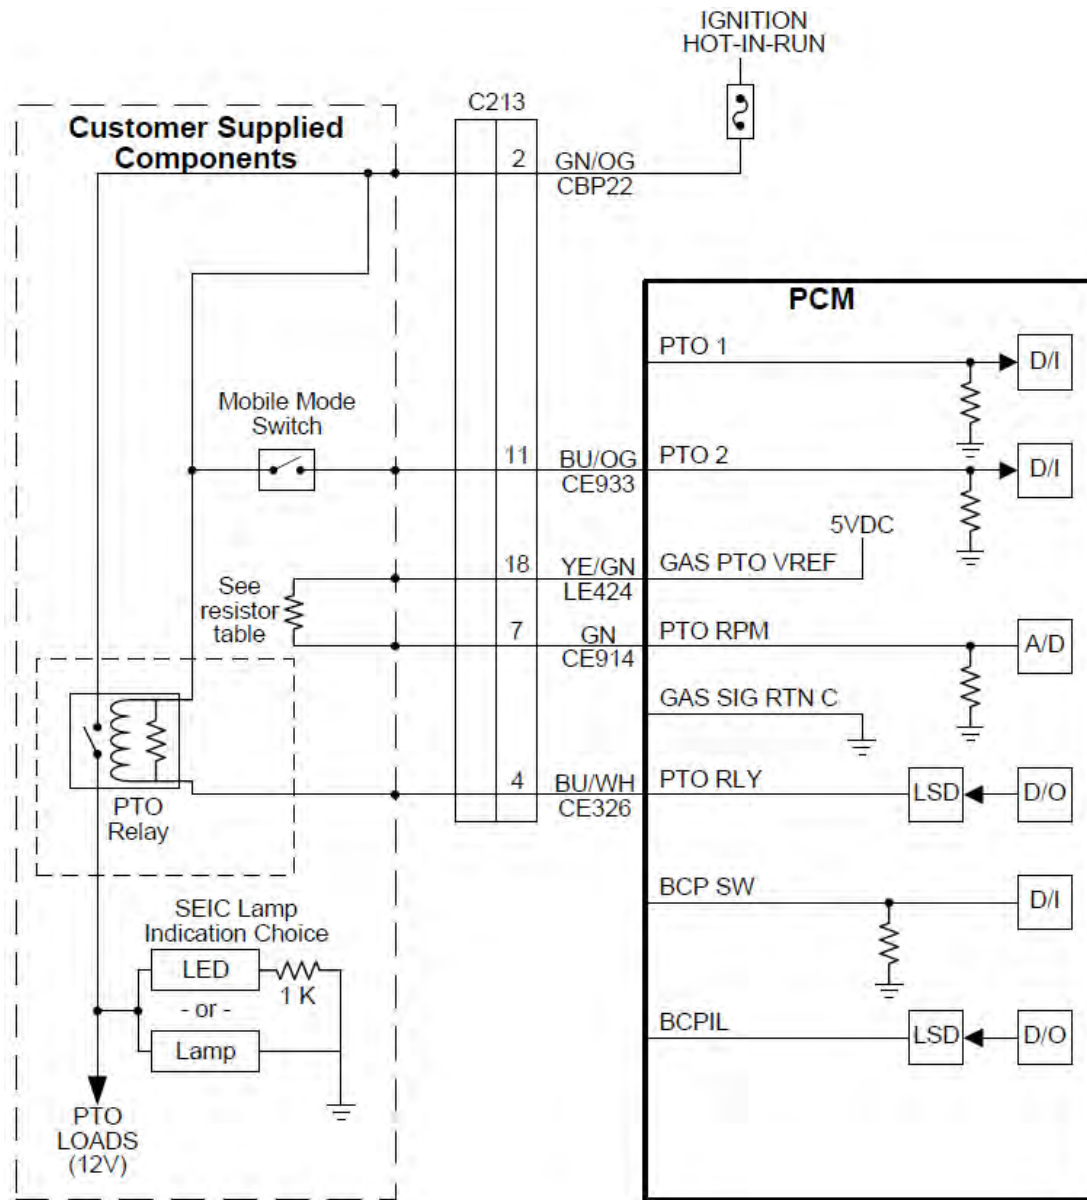 IGNITION
HOT-IN-RUN
C213
Customer Supplied
Components
2
GN/OG
CBP22
PCM
PTO 1
D/I
Mobile Mode
Switch
11
BU/OG
CE933
PTO 2
D/I
5VDC
18
YE/GN
LE424
GAS PTO VREF
See
resistor
table
7
GN
CE914
PTO RPM
A/D
GAS SIG RTN C
PTO
Relay
4
BU/WH
CE326
PTO RLY
LSD
D/O
BCP SW
D/I
SEIC Lamp
Indication Choice
LED
1 K
- or -
Lamp
BCPIL
LSD
D/O
PTO
LOADS
(12V)